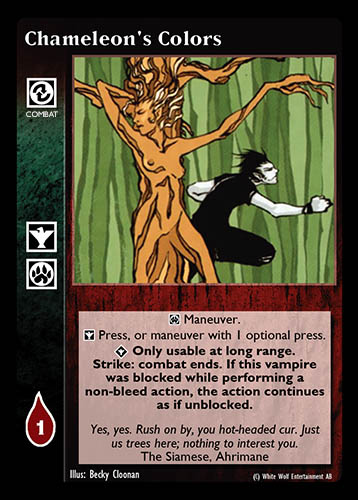 Chameleon's Colors
COMBAT
Maneuver.
Press, or maneuver with 1 optional press.
Only usable at long range.
Strike: combat ends. If this vampire
was blocked while performing a
non-bleed action, the action continues
as if unblocked.
Yes, yes. Rush on by, you hot-headed cur. Just
us trees here; nothing to interest you.
The Siamese, Ahrimane
1
Illus: Becky Cloonan
(C) White Wolf Entertainment AB